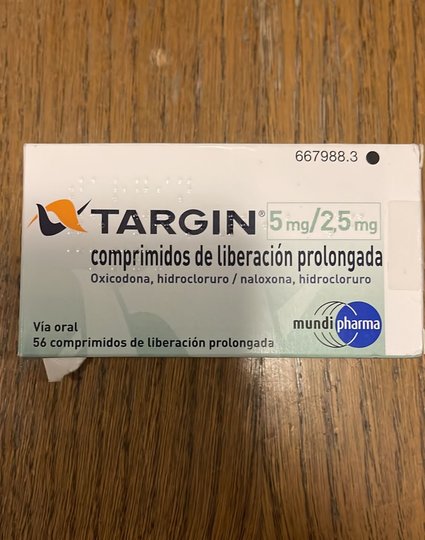 667988.3
TARGIN® 5 mg/2,5 mg
comprimidos de liberación prolongada
Oxicodona, hidrocloruro / naloxona, hidrocloruro
Vía oral
56 comprimidos de liberación prolongada
mundipharma